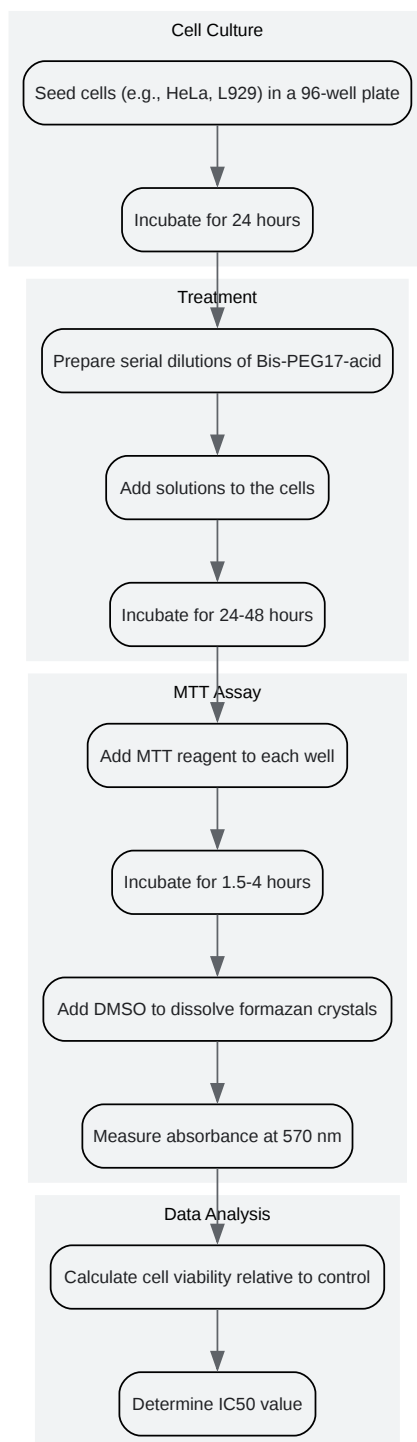 Cell Culture
Seed cells (e.g., HeLa, L929) in a 96-well plate
Incubate for 24 hours
Treatment
Prepare serial dilutions of Bis-PEG17-acid
Add solutions to the cells
Incubate for 24-48 hours
MTT Assay
Add MTT reagent to each well
Incubate for 1.5-4 hours
Add DMSO to dissolve formazan crystals
Measure absorbance at 570 nm
Data Analysis
Calculate cell viability relative to control
Determine IC50 value